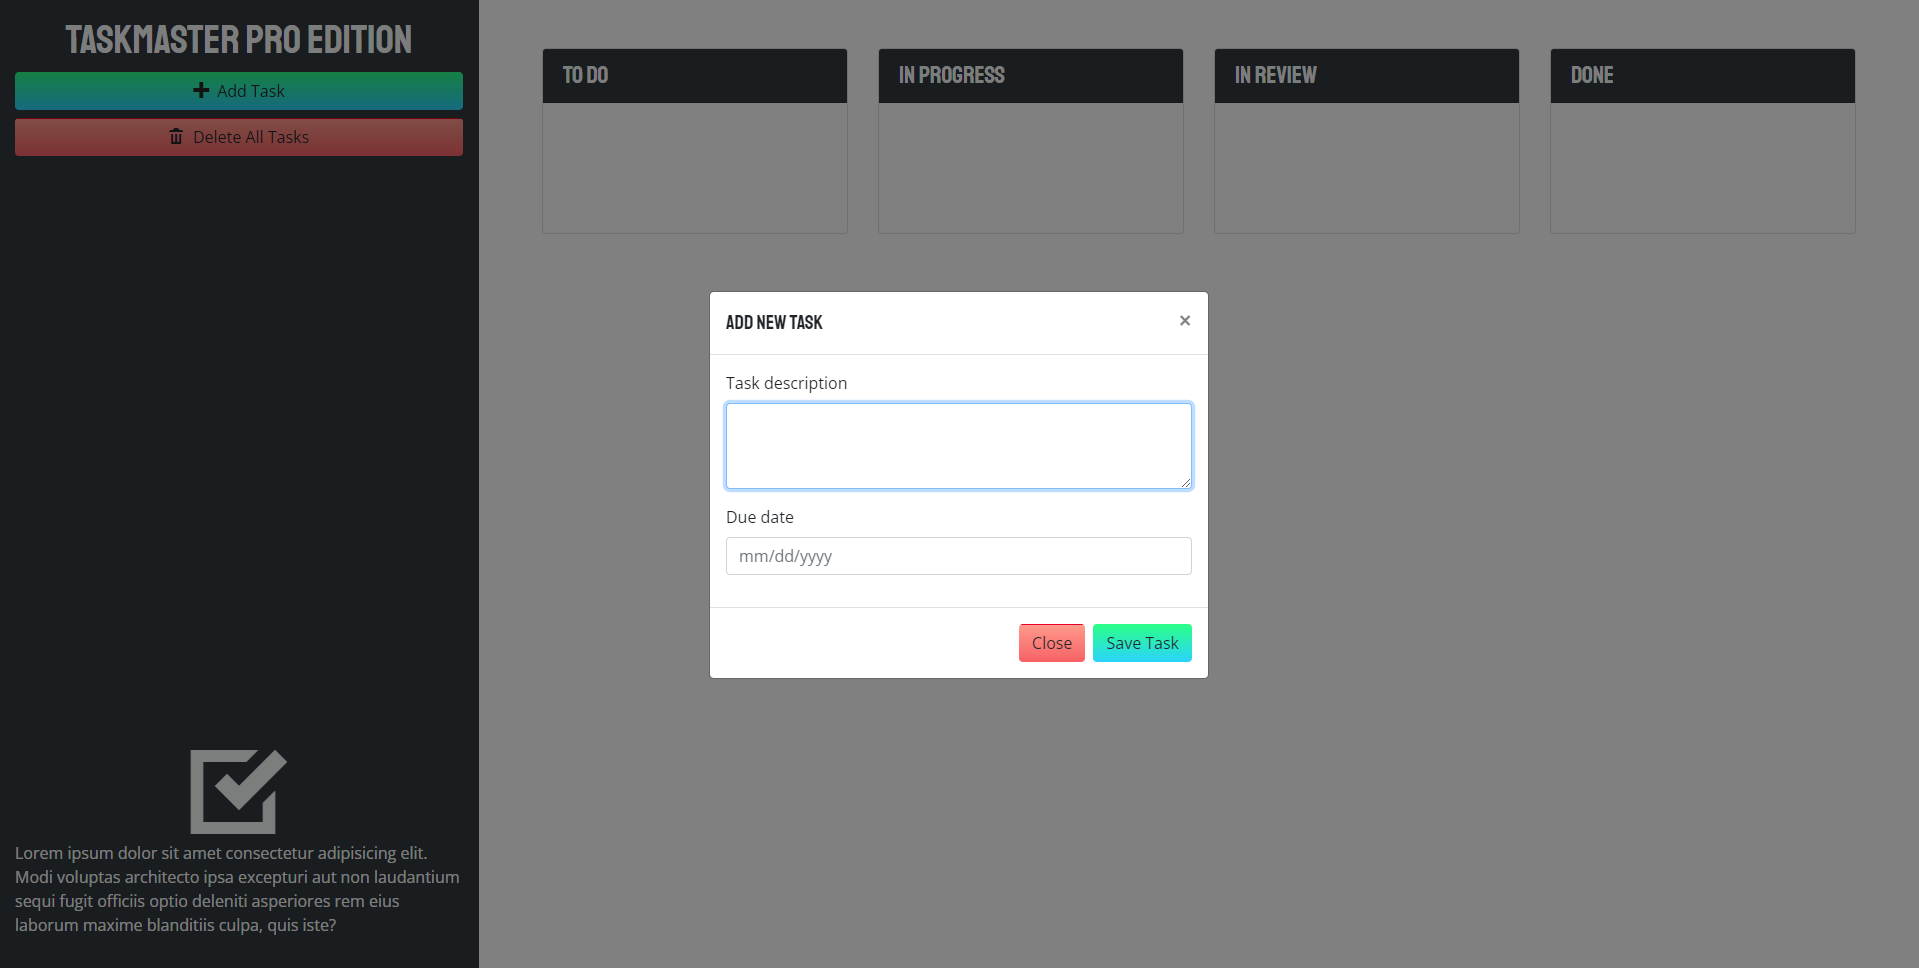 TASKMASTER PRO EDITION
Add Task
Delete All Tasks
TO DO
IN PROGRESS
IN REVIEW
DONE
ADD NEW TASK
×
Task description
Due date
mm/dd/yyyy
Close
Save Task
Lorem ipsum dolor sit amet consectetur adipisicing elit.
Modi voluptas architecto ipsa excepturi aut non laudantium
sequi fugit officiis optio deleniti asperiores rem eius
laborum maxime blanditiis culpa, quis iste?